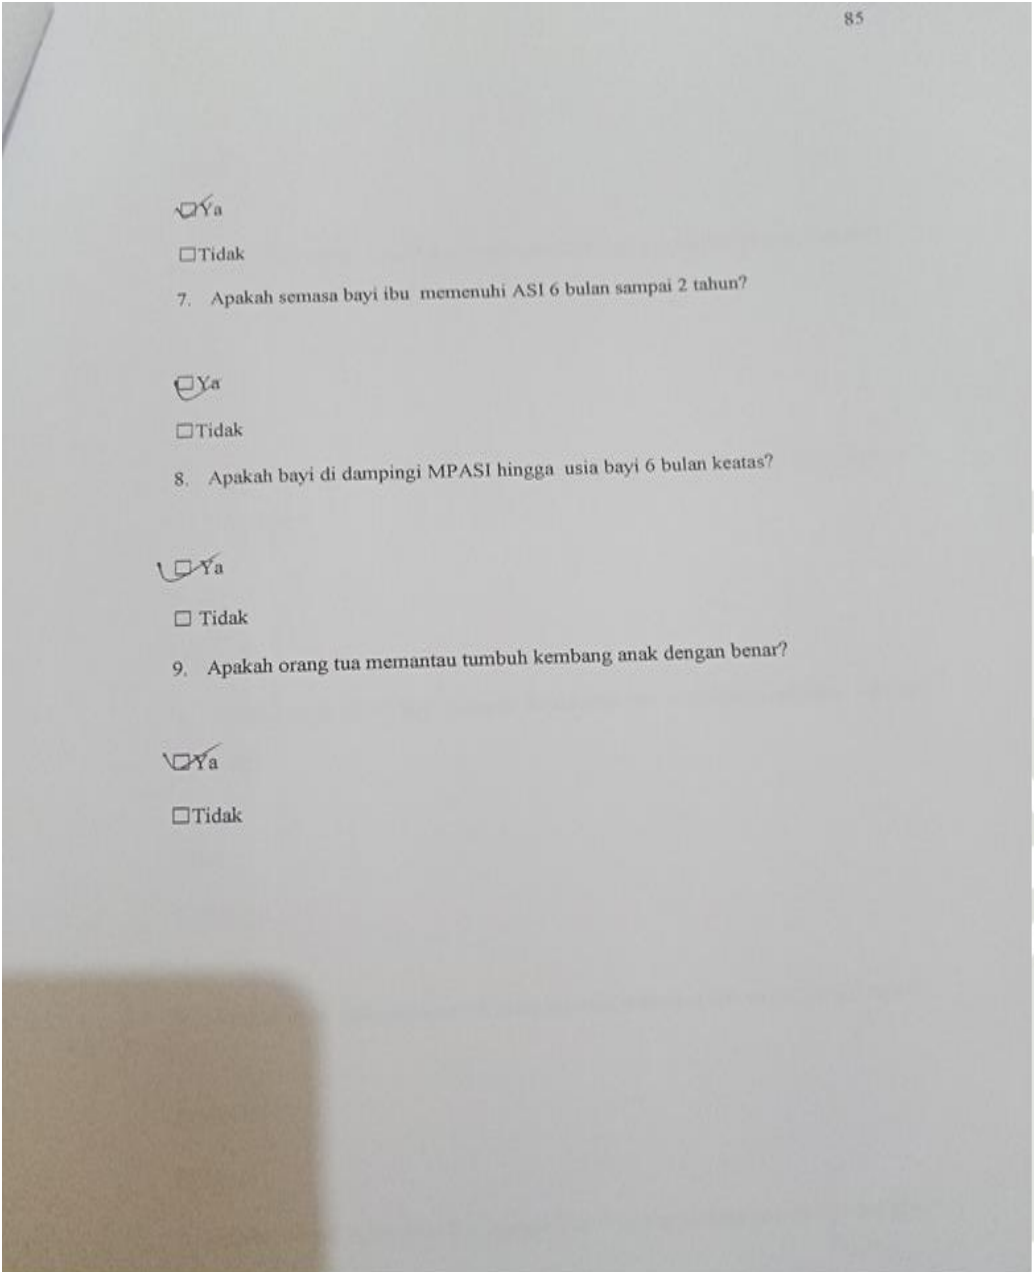 85
☑Ya
☐Tidak
7. Apakah semasa bayi ibu memenuhi ASI 6 bulan sampai 2 tahun?
☑Ya
☐Tidak
8. Apakah bayi di dampingi MPASI hingga usia bayi 6 bulan keatas?
☑ Ya
☐ Tidak
9. Apakah orang tua memantau tumbuh kembang anak dengan benar?
☑Ya
☐Tidak